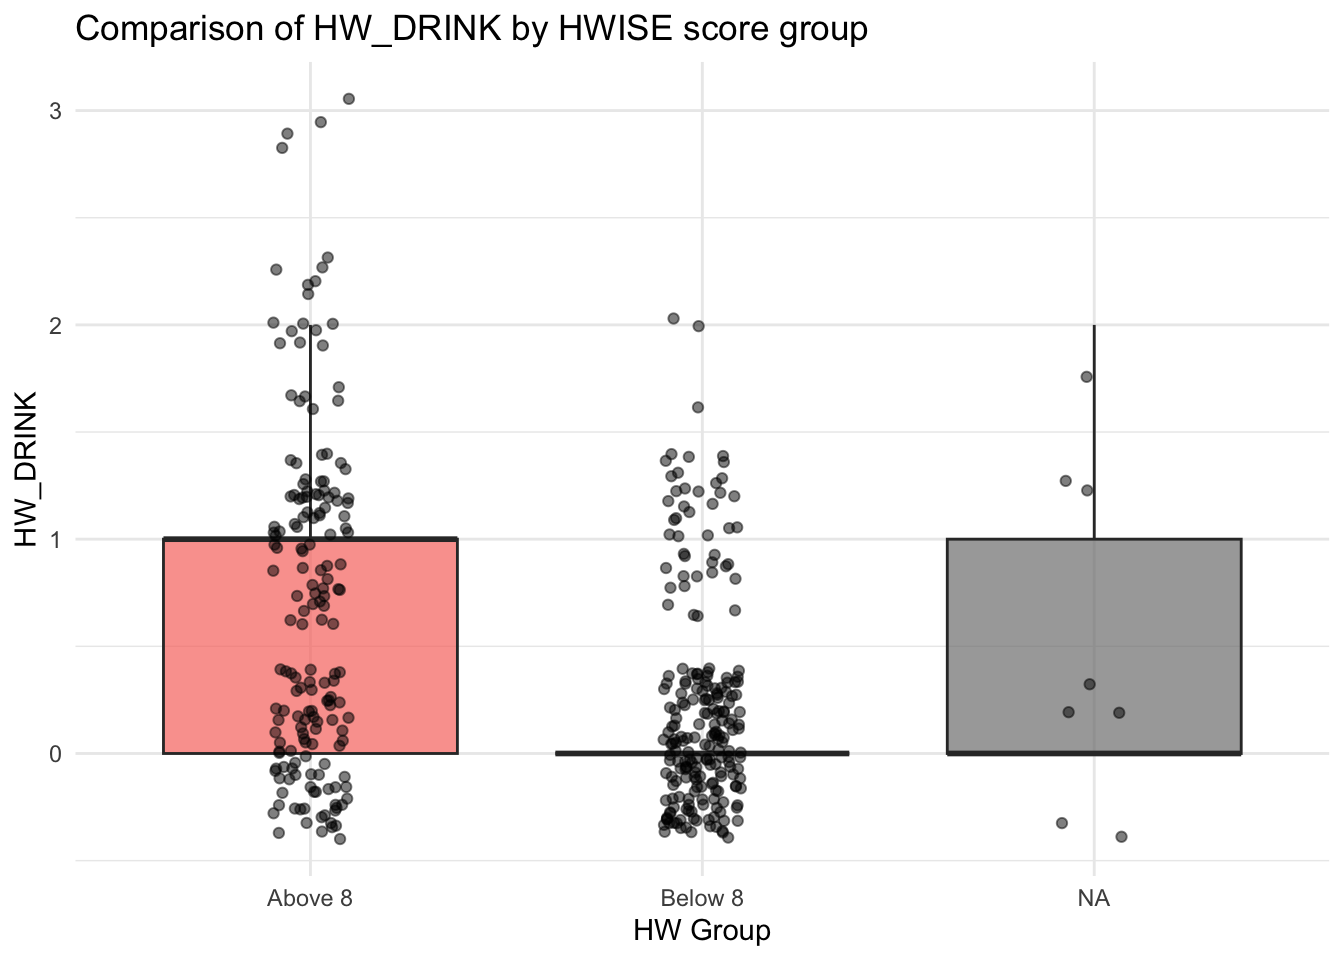 Comparison of HW_DRINK by HWISE score group
3
2
1
0
HW_DRINK
Above 8
Below 8
NA
HW Group